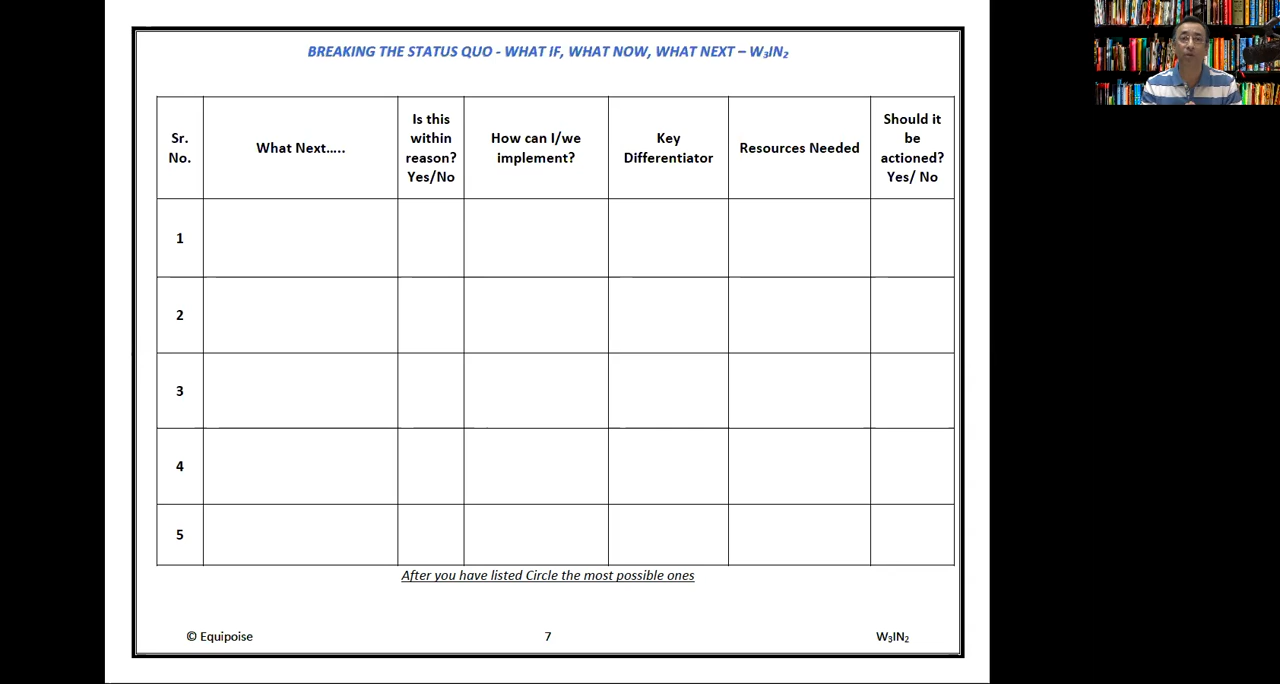 BREAKING THE STATUS QUO - WHAT IF, WHAT NOW, WHAT NEXT – W₃IN₂
Sr.
No.
What Next…..
Is this
within
reason?
Yes/No
How can I/we
implement?
Key
Differentiator
Resources Needed
Should it
be
actioned?
Yes/ No
1
2
3
4
5
After you have listed Circle the most possible ones
© Equipoise
7
W₃IN₂